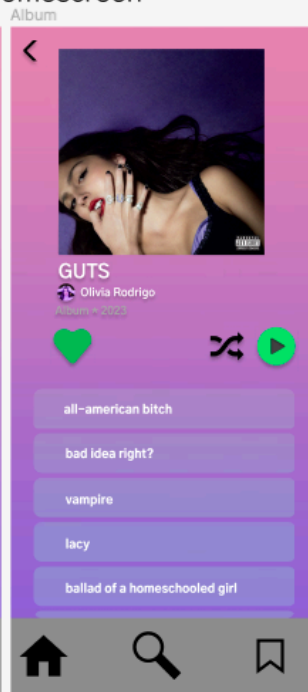 Album
GUTS
Olivia Rodrigo
Album • 2023
all-american bitch
bad idea right?
vampire
lacy
ballad of a homeschooled girl